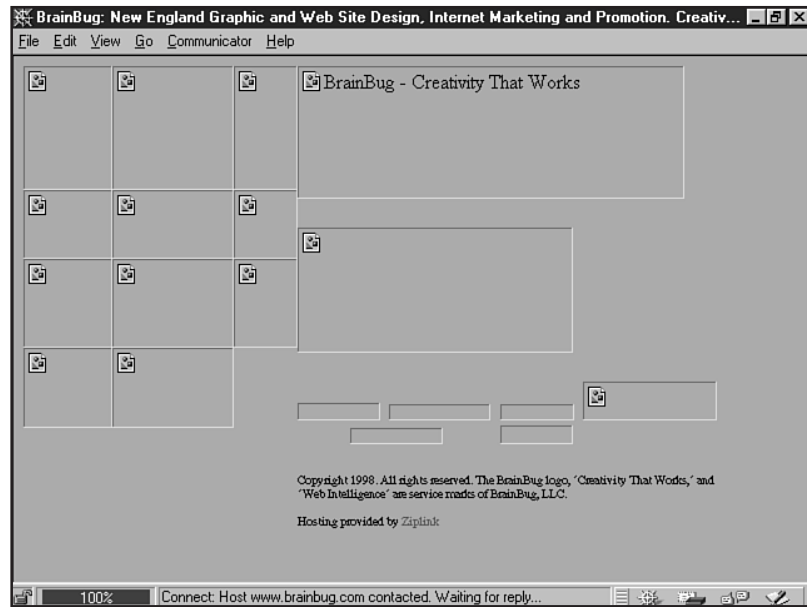 BrainBug: New England Graphic and Web Site Design, Internet Marketing and Promotion. Creativ...
File Edit View Go Communicator Help
BrainBug - Creativity That Works
Copyright 1998. All rights reserved. The BrainBug logo, ´Creativity That Works,´ and
´Web Intelligence´ are service marks of BrainBug, LLC.
Hosting provided by Ziplink
100% Connect: Host www.brainbug.com contacted. Waiting for reply...